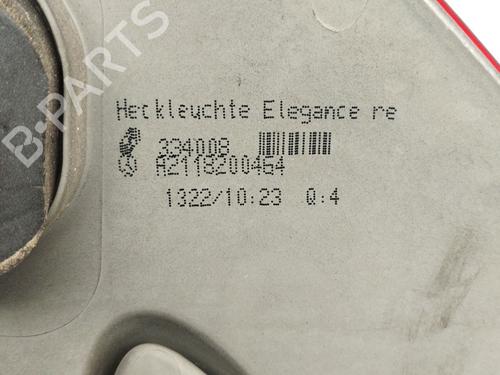 B-PARTS
Heckleuchte Elegance re
334008
A2118200464
1322/10:23 Q:4